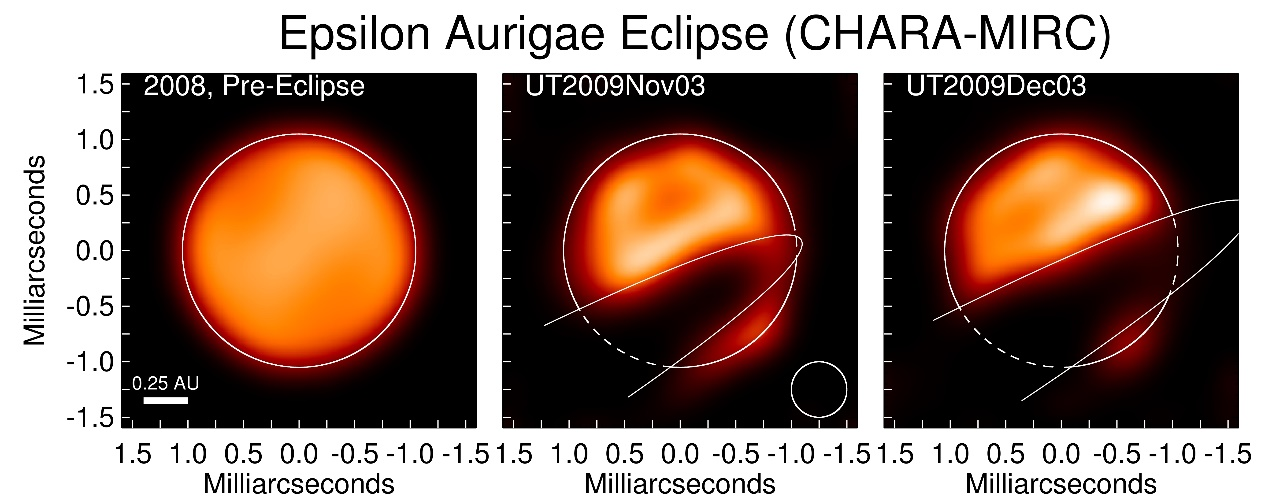 Epsilon Aurigae Eclipse (CHARA-MIRC)
2008, Pre-Eclipse
UT2009Nov03
UT2009Dec03
Milliarcseconds
1.5
1.0
0.5
0.0
-0.5
-1.0
-1.5
0.25 AU
1.5 1.0 0.5 0.0 -0.5 -1.0 -1.5
1.5 1.0 0.5 0.0 -0.5 -1.0 -1.5
1.5 1.0 0.5 0.0 -0.5 -1.0 -1.5
Milliarcseconds
Milliarcseconds
Milliarcseconds